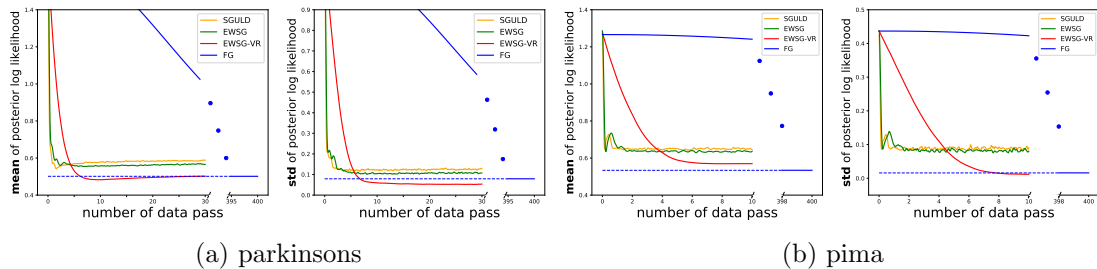 mean of posterior log likelihood
1.4
1.2
1.0
0.8
0.6
0.4
SGULD
EWSG
EWSG-VR
FG
0 5 10 15 20 25 30 395 400
number of data pass
std of posterior log likelihood
0.9
0.8
0.7
0.6
0.5
0.4
0.3
0.2
0.1
0.0
SGULD
EWSG
EWSG-VR
FG
0 5 10 15 20 25 30 395 400
number of data pass
(a) parkinsons
mean of posterior log likelihood
1.4
1.2
1.0
0.8
0.6
0.4
SGULD
EWSG
EWSG-VR
FG
0 2 4 6 8 10 398 400
number of data pass
std of posterior log likelihood
0.5
0.4
0.3
0.2
0.1
0.0
SGULD
EWSG
EWSG-VR
FG
0 2 4 6 8 10 398 400
number of data pass
(b) pima